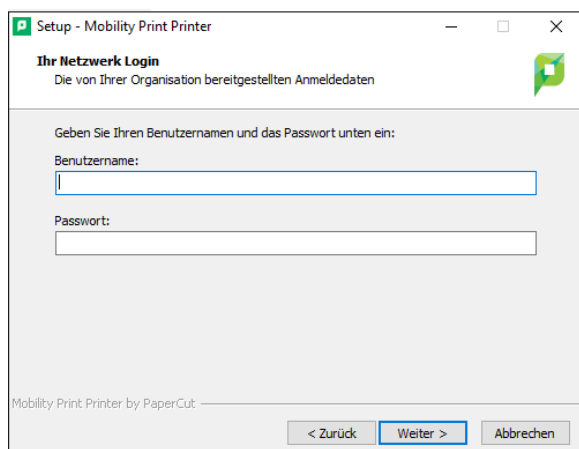 Setup - Mobility Print Printer
Ihr Netzwerk Login
Die von Ihrer Organisation bereitgestellten Anmeldedaten
Geben Sie Ihren Benutzernamen und das Passwort unten ein:
Benutzername:
Passwort:
Mobility Print Printer by PaperCut
< Zurück Weiter > Abbrechen